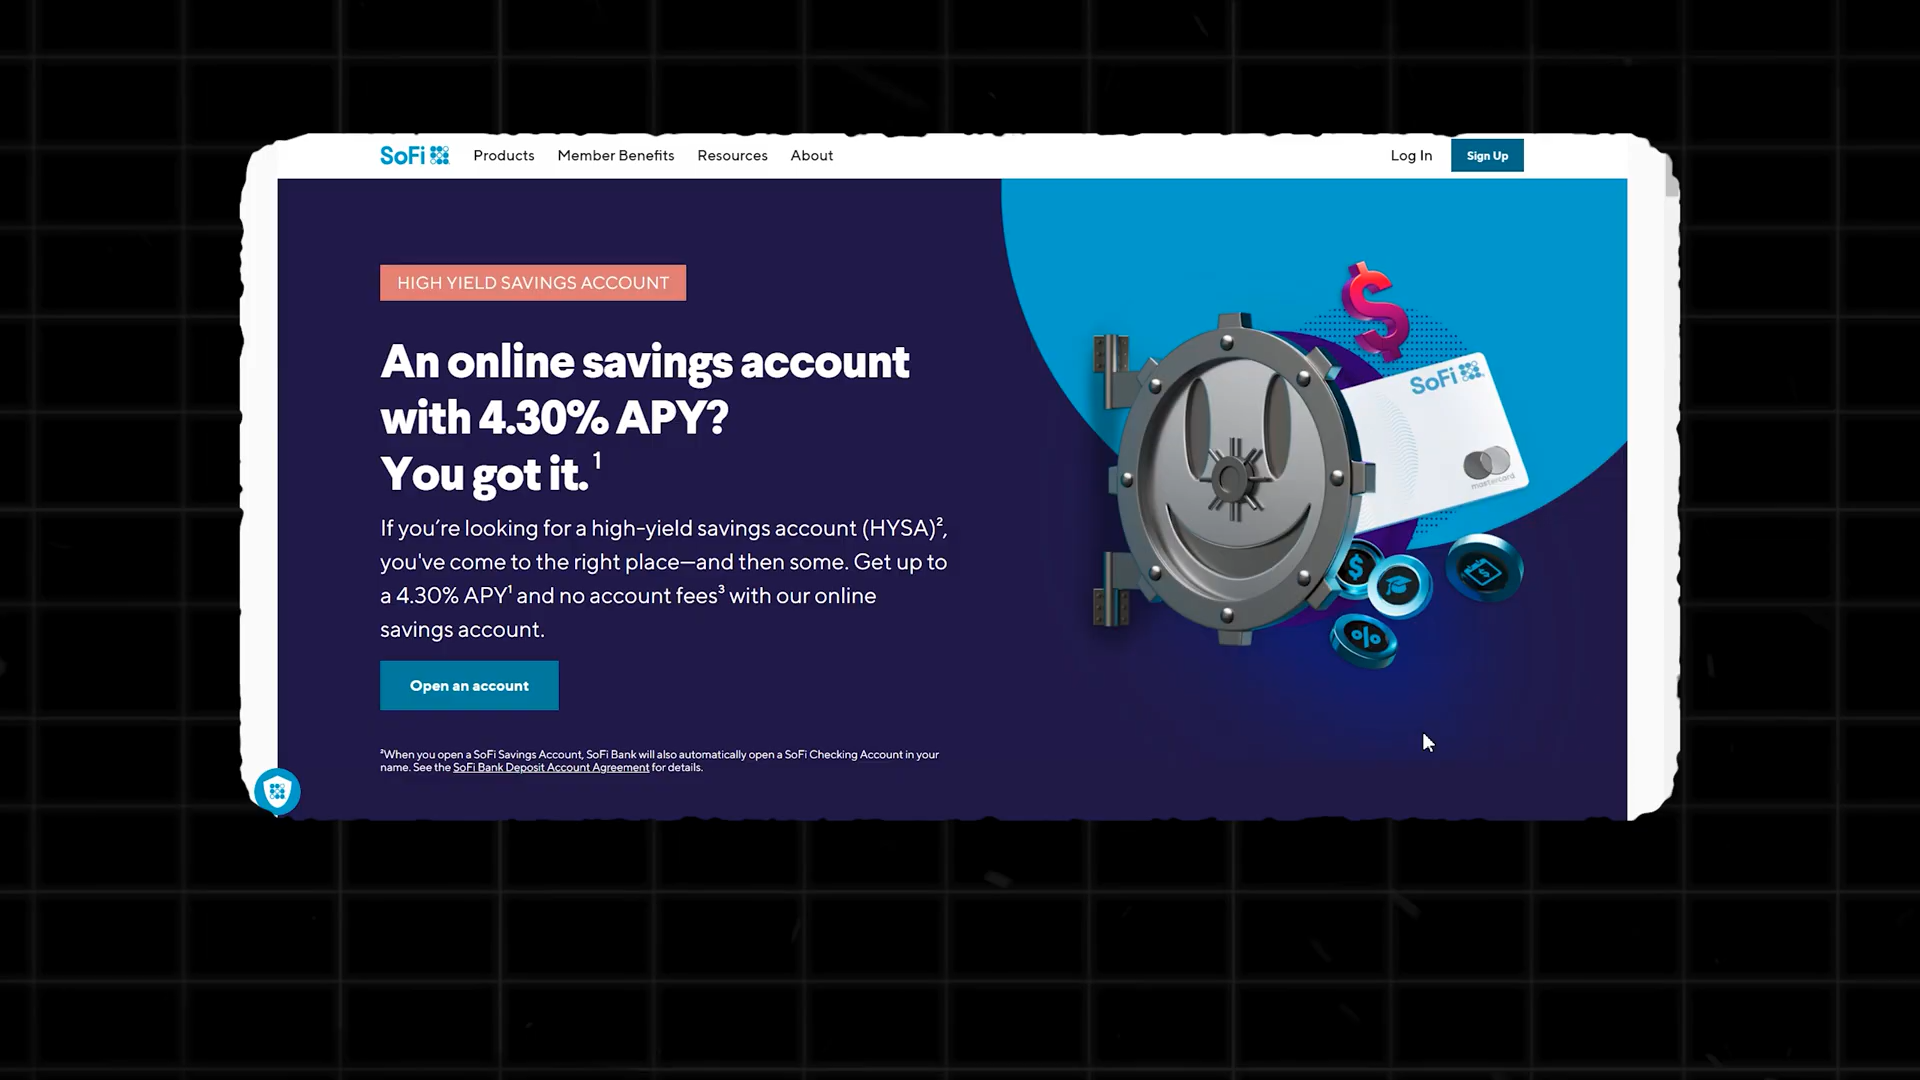 SoFi
Products
Member Benefits
Resources
About
Log In
Sign Up
HIGH YIELD SAVINGS ACCOUNT
An online savings account
with 4.30% APY?
You got it.¹
If you’re looking for a high-yield savings account (HYSA)²,
you've come to the right place—and then some. Get up to
a 4.30% APY¹ and no account fees³ with our online
savings account.
Open an account
²When you open a SoFi Savings Account, SoFi Bank will also automatically open a SoFi Checking Account in your
name. See the SoFi Bank Deposit Account Agreement for details.
$
SoFi
mastercard
$
$
%